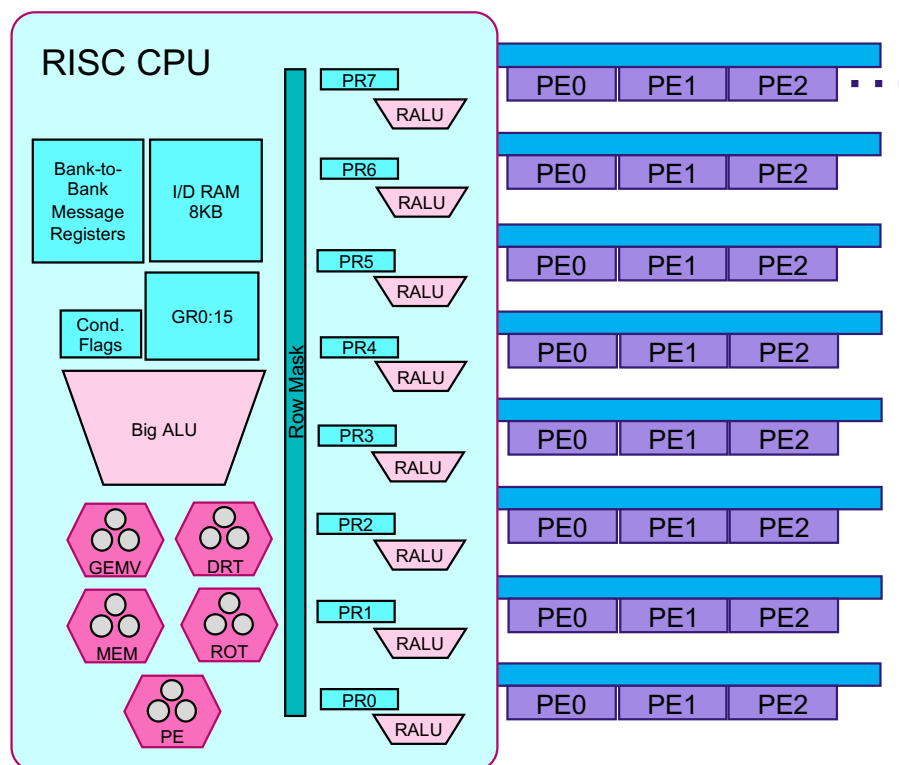 RISC CPU
Bank-to-
Bank
Message
Registers
I/D RAM
8KB
Cond.
Flags
GR0:15
Big ALU
GEMV
DRT
MEM
ROT
PE
Row Mask
PR7
RALU
PE0 PE1 PE2
PR6
RALU
PE0 PE1 PE2
PR5
RALU
PE0 PE1 PE2
PR4
RALU
PE0 PE1 PE2
PR3
RALU
PE0 PE1 PE2
PR2
RALU
PE0 PE1 PE2
PR1
RALU
PE0 PE1 PE2
PR0
RALU
PE0 PE1 PE2